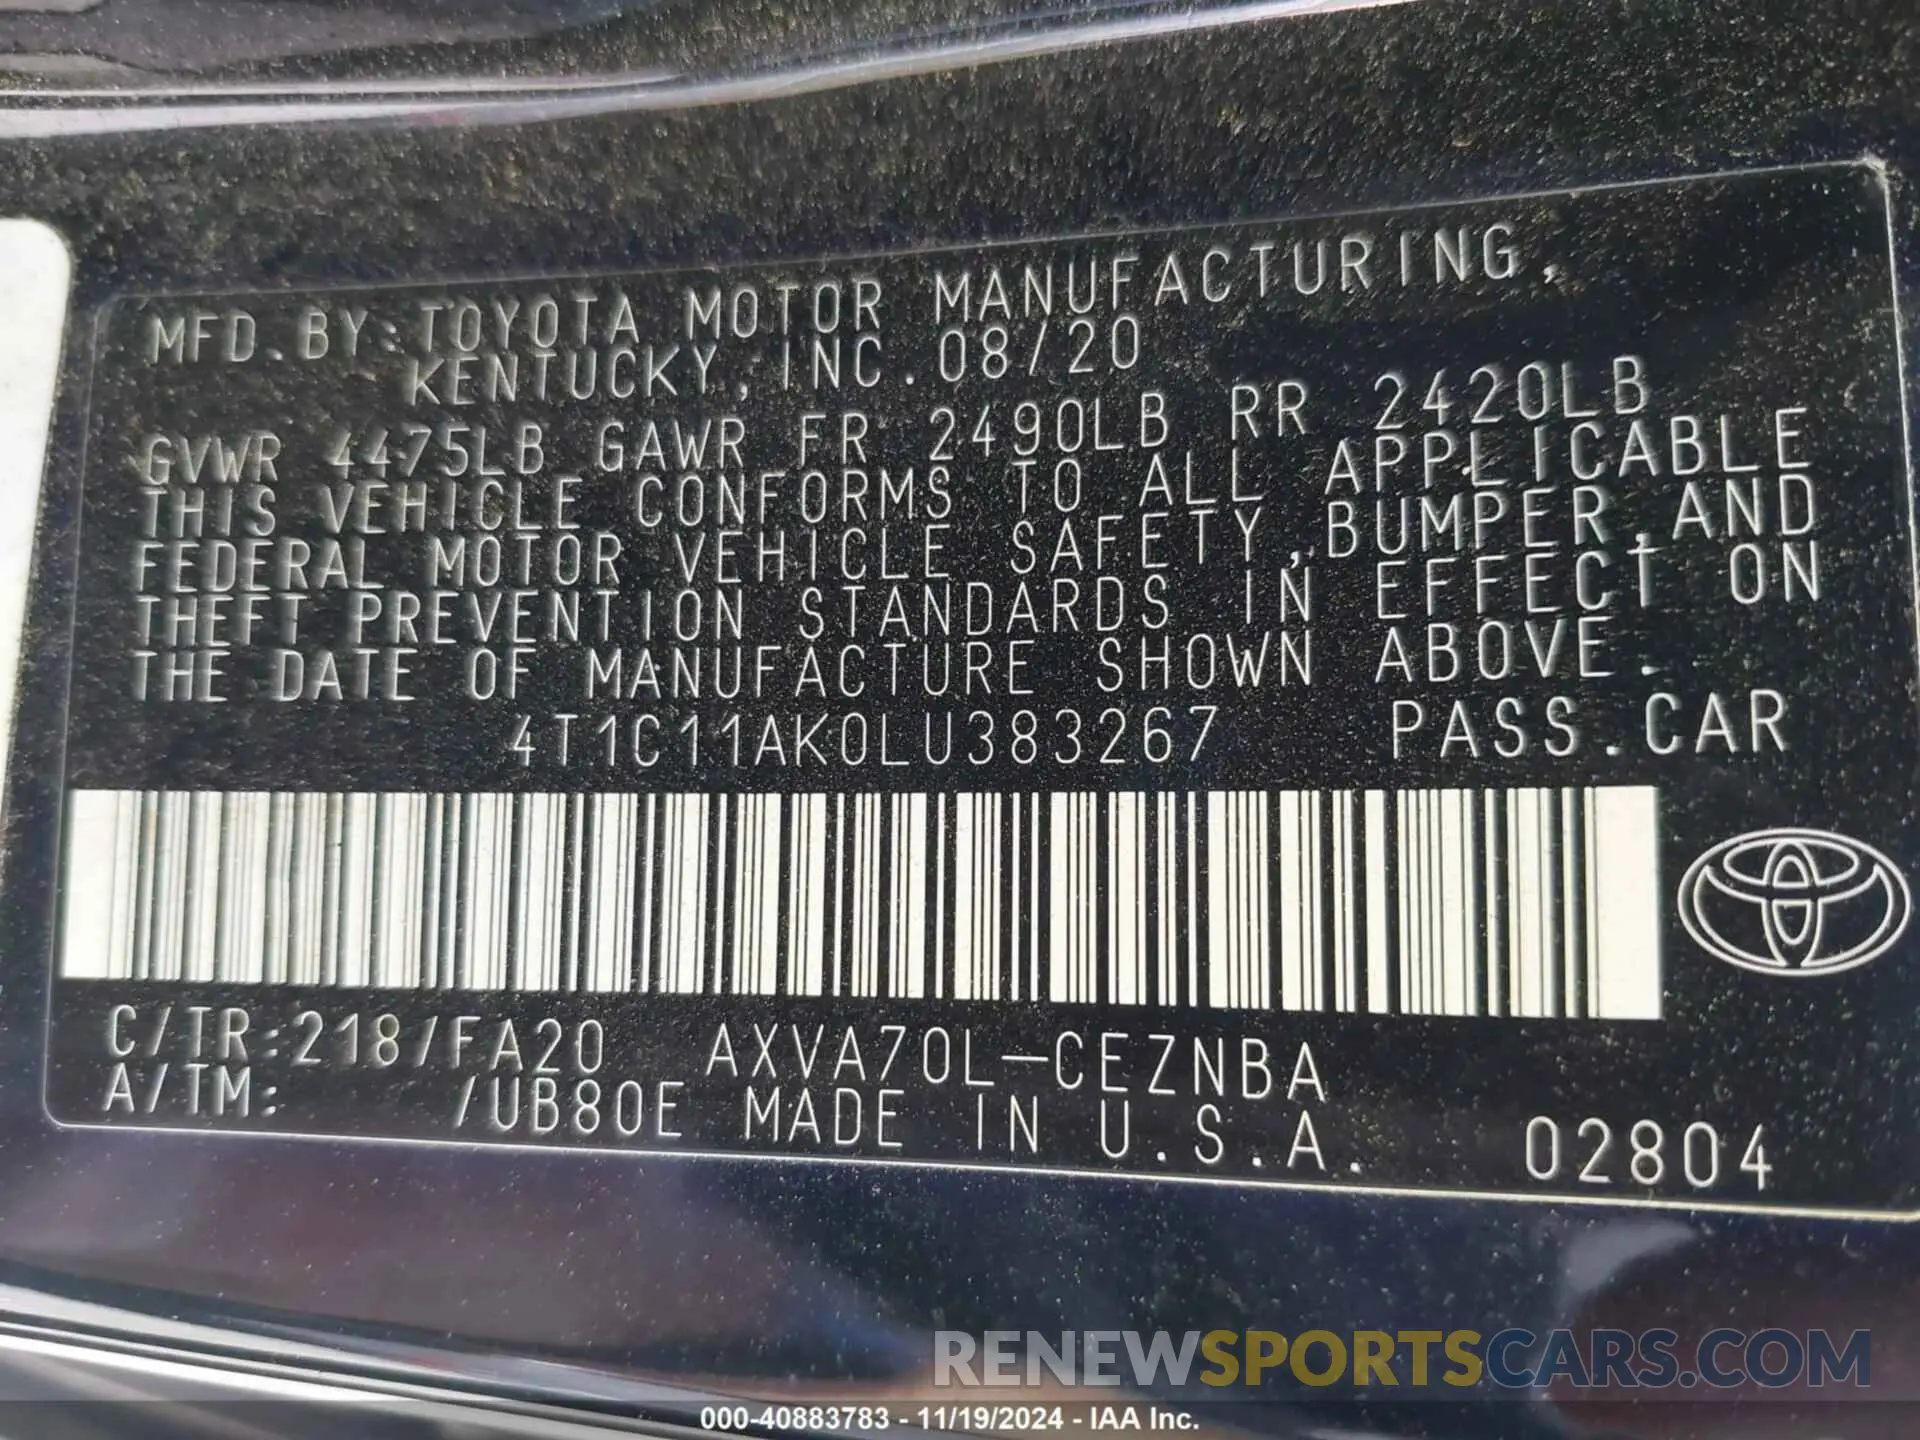 MFD. BY: TOYOTA MOTOR MANUFACTURING,
KENTUCKY, INC. 08/20
GVWR 4475LB GAWR FR 2490LB RR 2420LB
THIS VEHICLE CONFORMS TO ALL APPLICABLE
FEDERAL MOTOR VEHICLE SAFETY, BUMPER, AND
THEFT PREVENTION STANDARDS IN EFFECT ON
THE DATE OF MANUFACTURE SHOWN ABOVE.
4T1C11AK0LU383267 PASS. CAR
C/TR: 218/FA20 AXVA70L-CEZNBA
A/TM: /UB80E MADE IN U.S.A.
02804
RENEWSPORTSCARS.COM
000-40883783 - 11/19/2024 - IAA Inc.